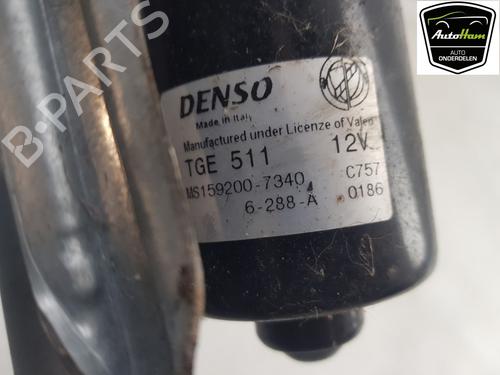 AutoHam
AUTO
ONDERDELEN
DENSO
Made in Italy
Manufactured under Licenze of Valeo
TGE 511 12V
MS159200-7340 C757
6-288-A 0186